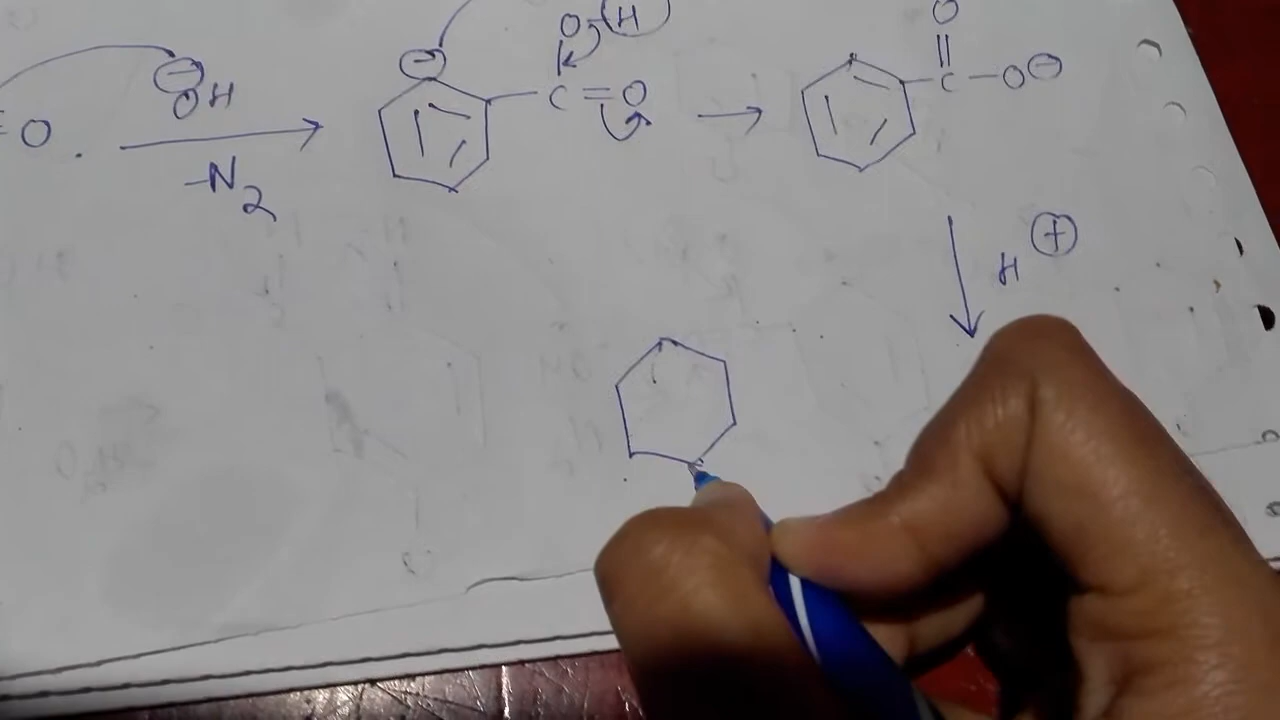 O H
O
= O . ⊖ OH ⊖ C = O → C - O ⊖
-N2
H ⊕